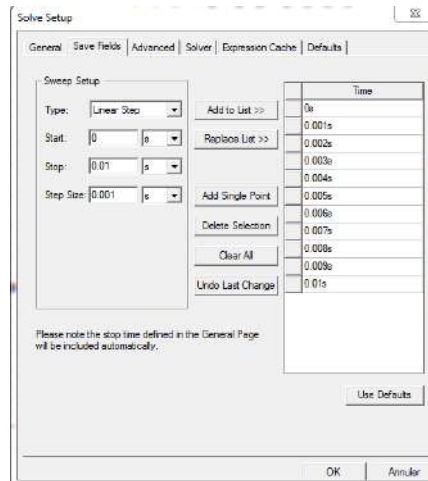 Solve Setup
General Save Fields Advanced Solver Expression Cache Defaults
Sweep Setup
Type: Linear Step
Start: 0 s
Stop: 0.01 s
Step Size: 0.001 s
Add to List >>
Replace List >>
Add Single Point
Delete Selection
Clear All
Undo Last Change
Time
0s
0.001s
0.002s
0.003s
0.004s
0.005s
0.006s
0.007s
0.008s
0.009s
0.01s
Please note the stop time defined in the General Page
will be included automatically.
Use Defaults
OK Annuler